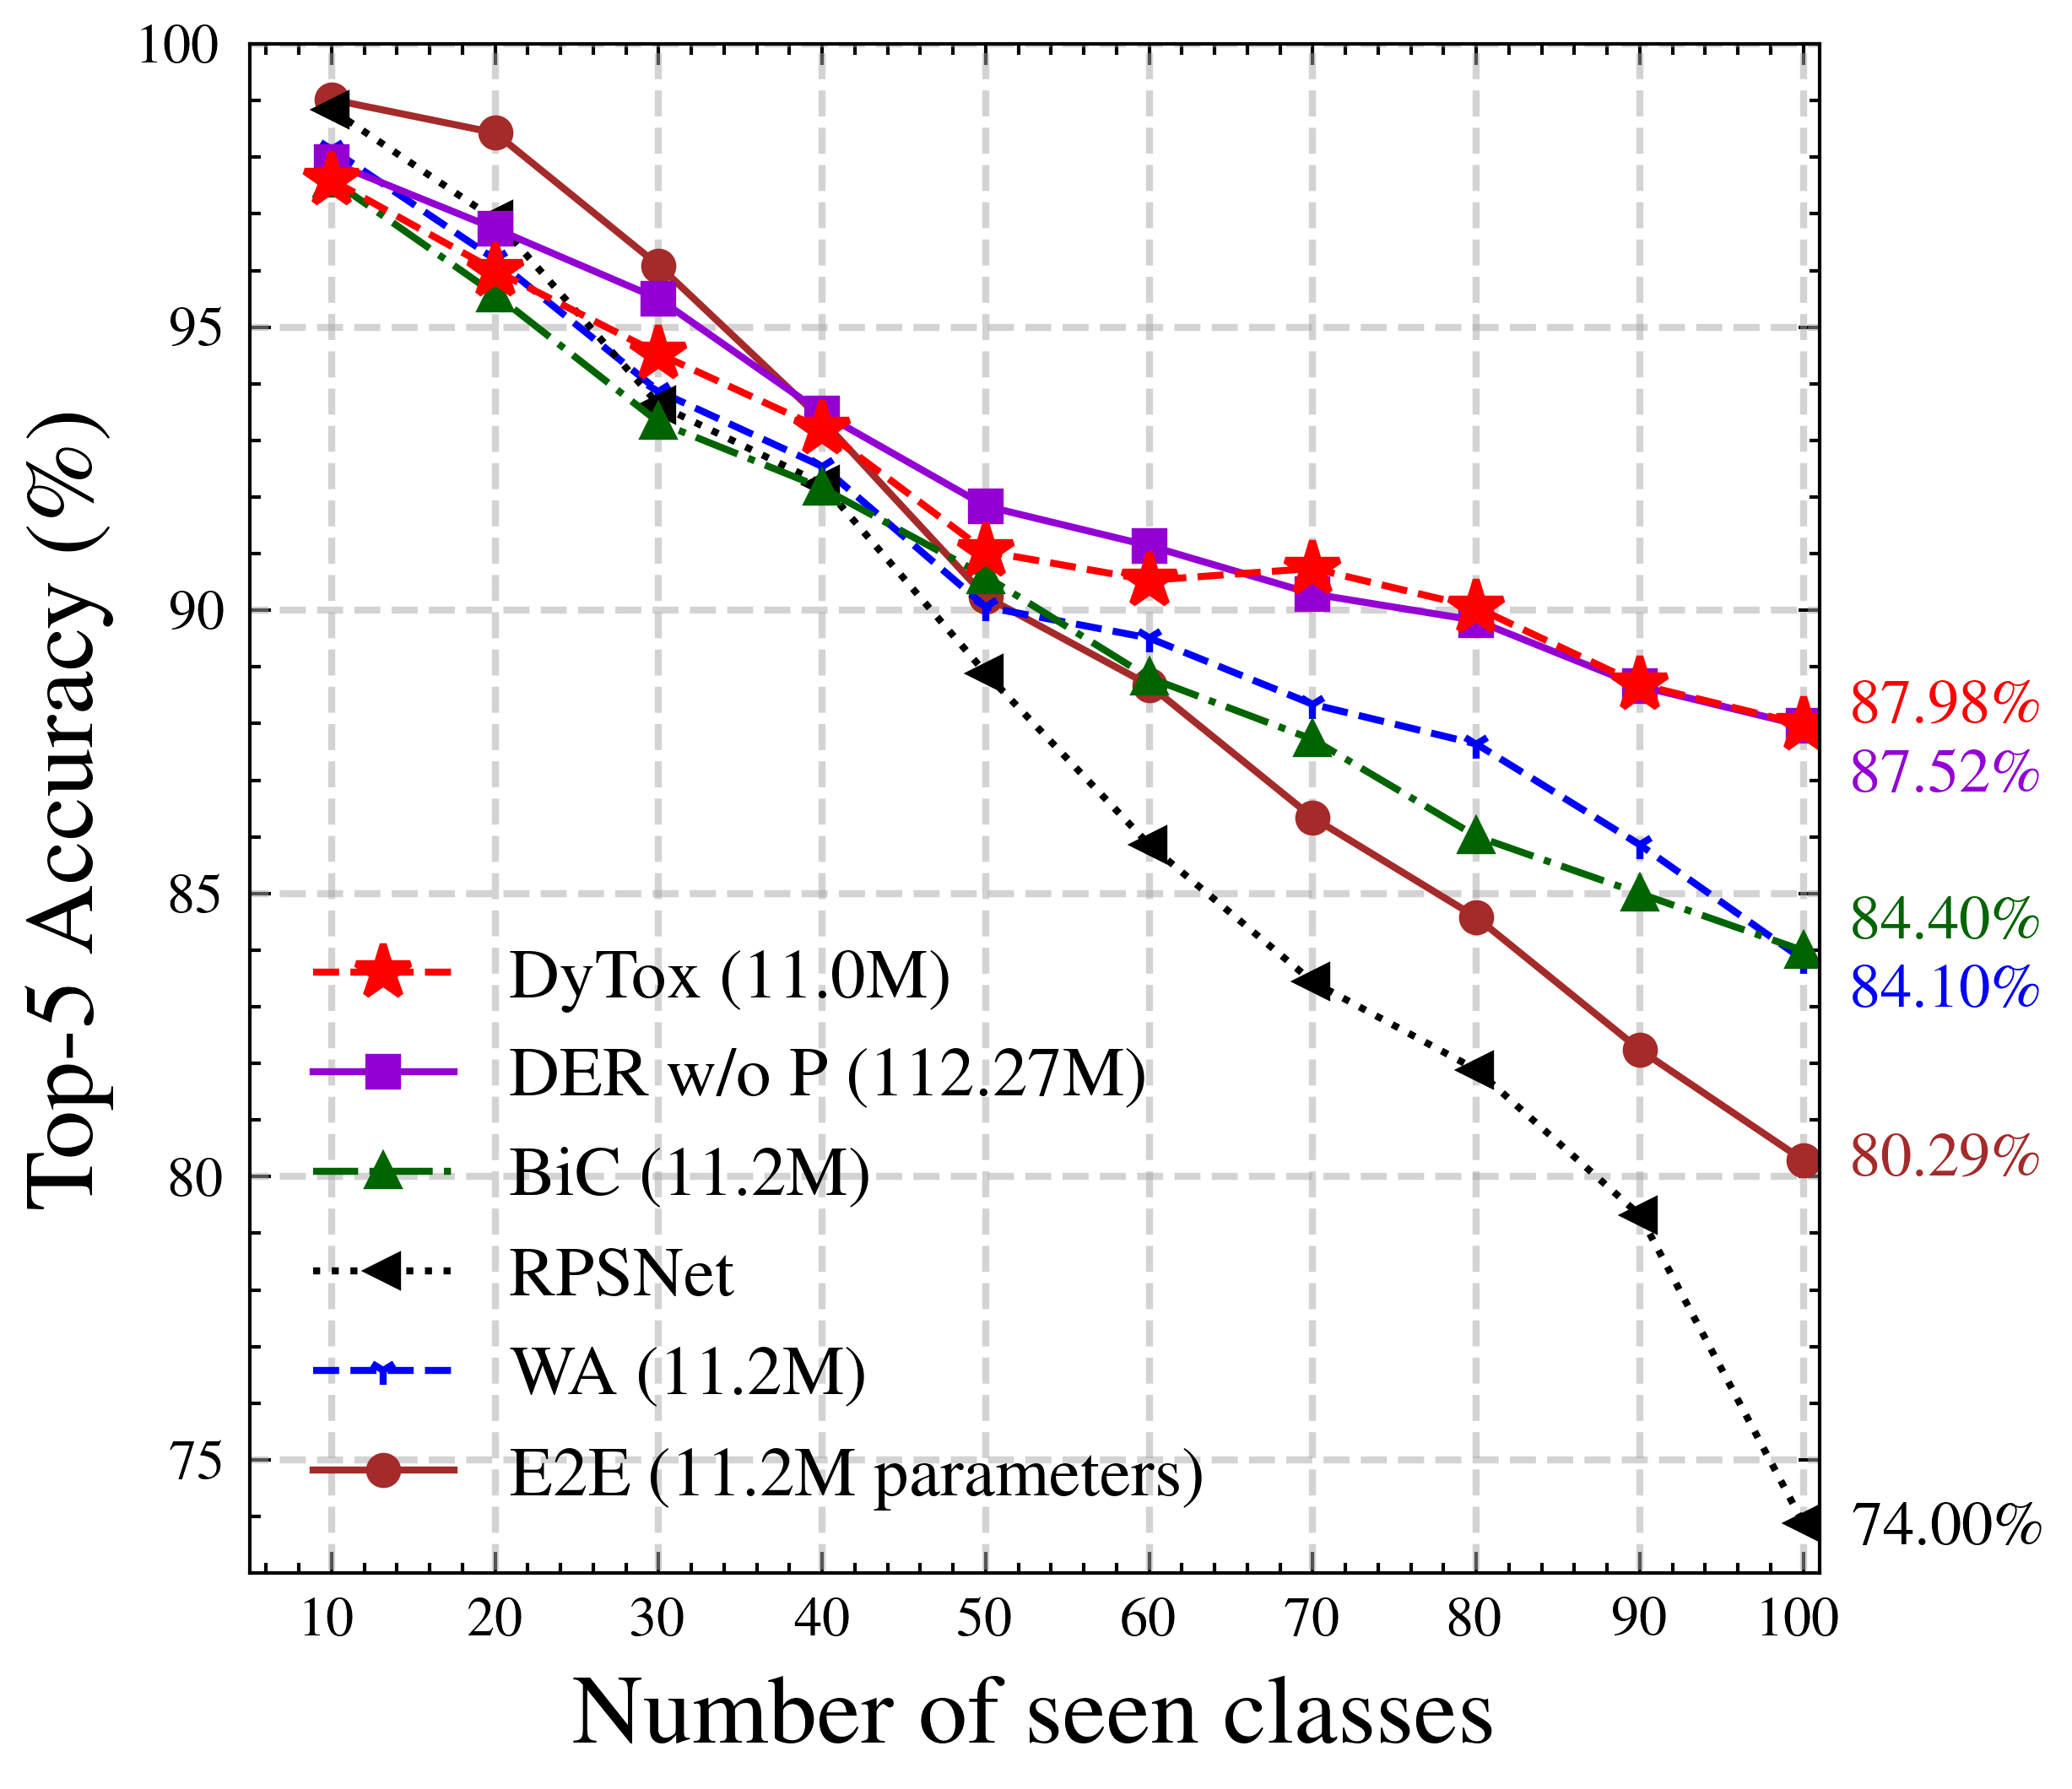 Top-5 Accuracy (%)
100
95
90
85
80
75
DyTox (11.0M)
DER w/o P (112.27M)
BiC (11.2M)
RPSNet
WA (11.2M)
E2E (11.2M parameters)
87.98%
87.52%
84.40%
84.10%
80.29%
74.00%
10 20 30 40 50 60 70 80 90 100
Number of seen classes